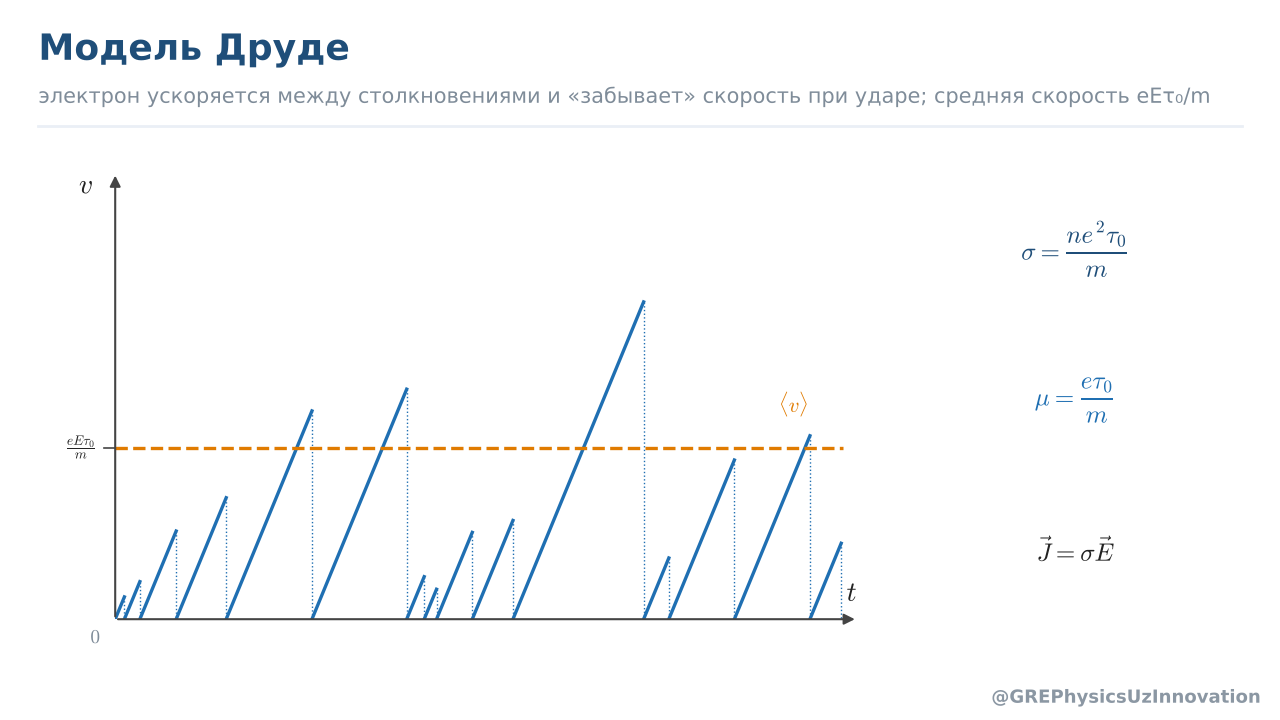 Модель Друде
электрон ускоряется между столкновениями и «забывает» скорость при ударе; средняя скорость eEτ₀/m
v
σ = ne²τ₀/m
μ = eτ₀/m
⟨v⟩
eEτ₀/m
J⃗ = σE⃗
t
0
@GREPhysicsUzInnovation